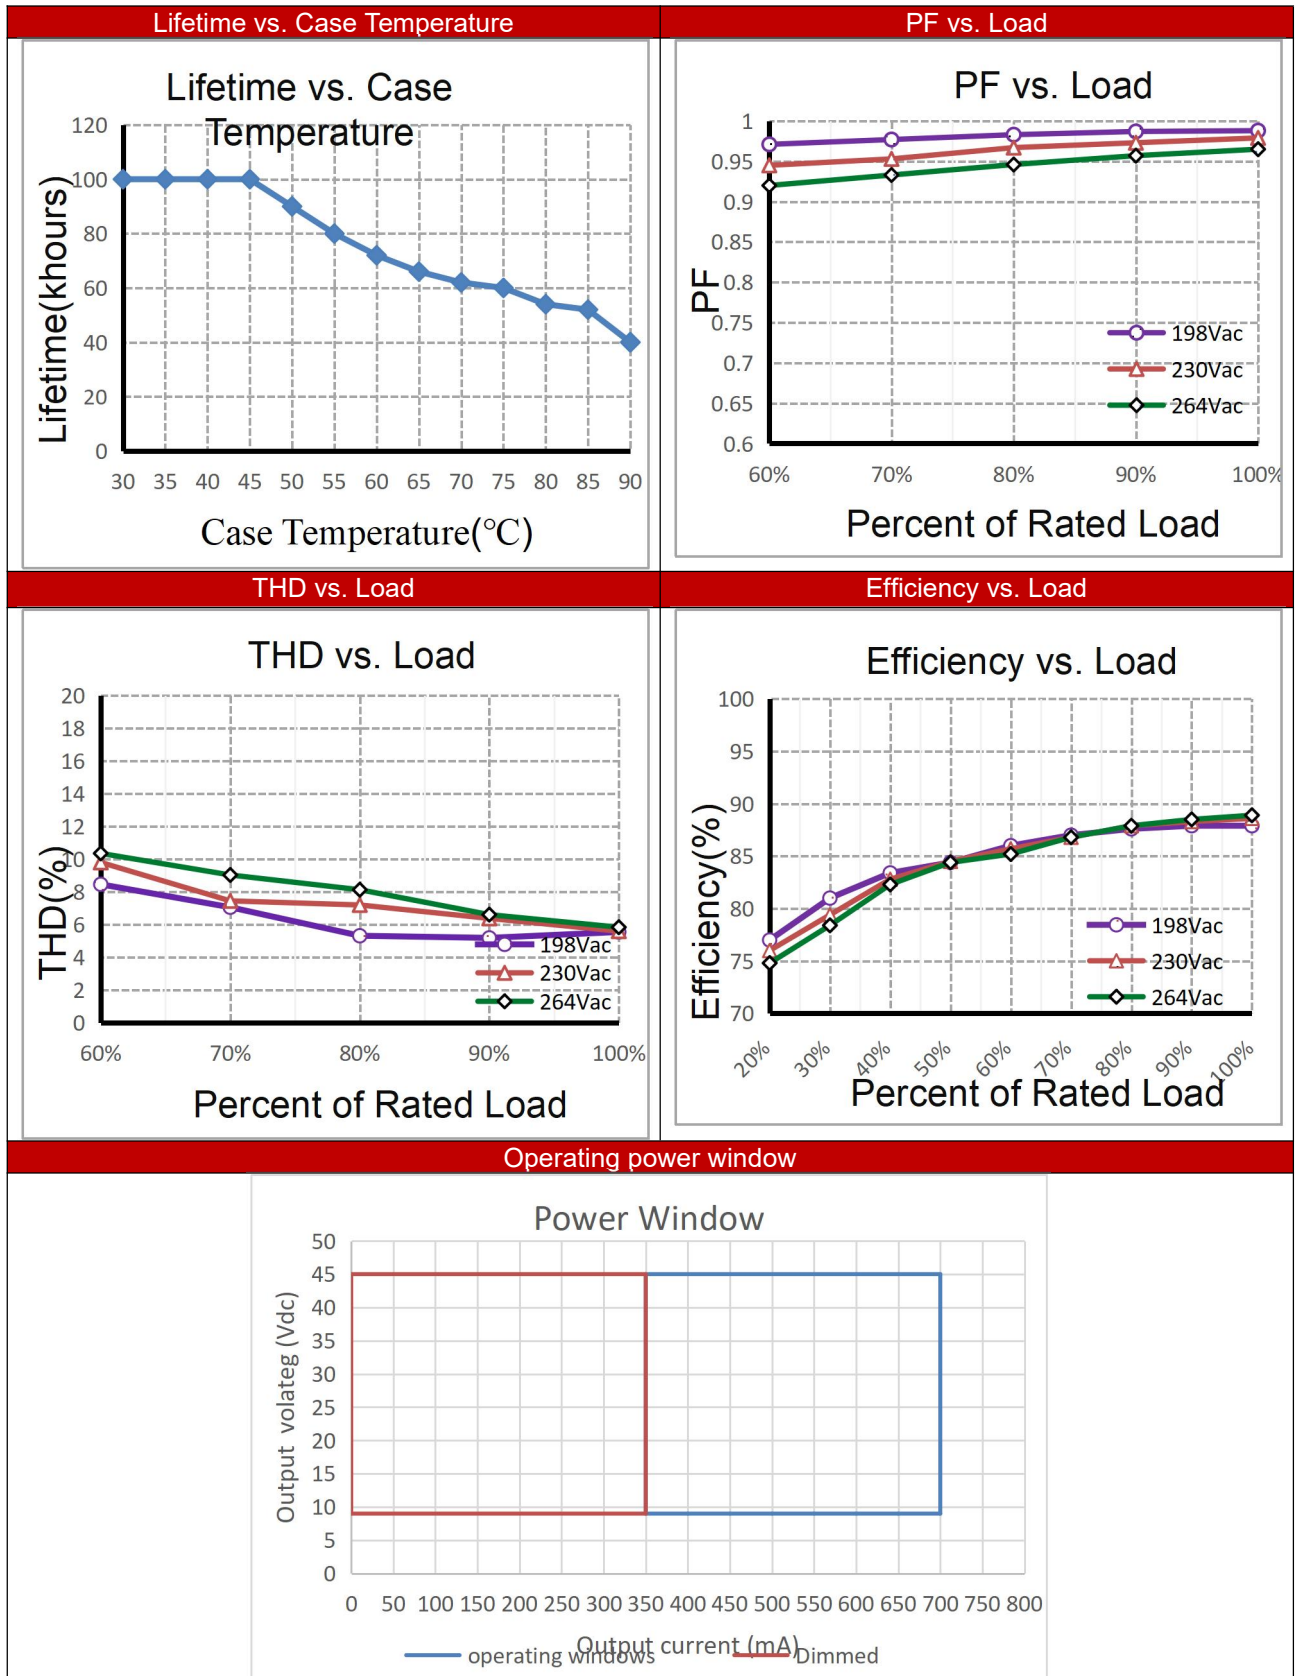 Lifetime vs. Case Temperature
PF vs. Load
Lifetime vs. Case
Temperature
120
100
80
60
40
20
0
Lifetime(khours)
30 35 40 45 50 55 60 65 70 75 80 85 90
Case Temperature(°C)
PF vs. Load
1
0.95
0.9
0.85
0.8
0.75
0.7
0.65
0.6
PF
198Vac
230Vac
264Vac
60% 70% 80% 90% 100%
Percent of Rated Load
THD vs. Load
Efficiency vs. Load
THD vs. Load
20
18
16
14
12
10
8
6
4
2
0
THD(%)
198Vac
230Vac
264Vac
60% 70% 80% 90% 100%
Percent of Rated Load
Efficiency vs. Load
100
95
90
85
80
75
70
Efficiency(%)
198Vac
230Vac
264Vac
20% 30% 40% 50% 60% 70% 80% 90% 100%
Percent of Rated Load
Operating power window
Power Window
50
45
40
35
30
25
20
15
10
5
0
Output volateg (Vdc)
0 50 100 150 200 250 300 350 400 450 500 550 600 650 700 750 800
Output current (mA)
operating windows Dimmed